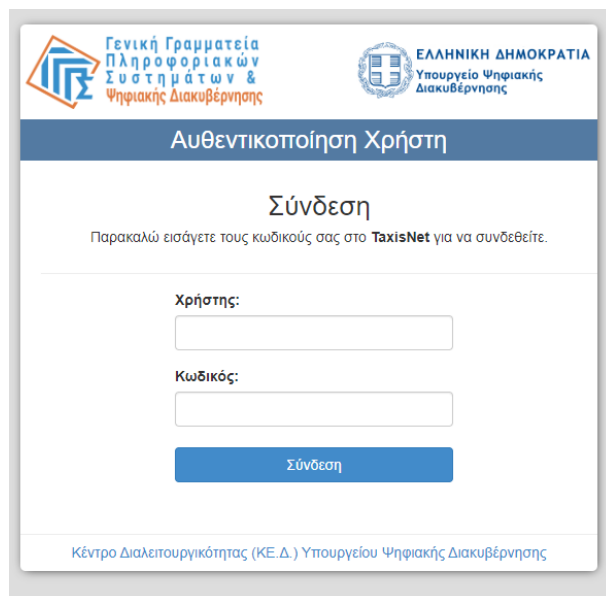 Γενική Γραμματεία
Πληροφοριακών
Συστημάτων &
Ψηφιακής Διακυβέρνησης
ΕΛΛΗΝΙΚΗ ΔΗΜΟΚΡΑΤΙΑ
Υπουργείο Ψηφιακής
Διακυβέρνησης
Αυθεντικοποίηση Χρήστη
Σύνδεση
Παρακαλώ εισάγετε τους κωδικούς σας στο TaxisNet για να συνδεθείτε.
Χρήστης:
Κωδικός:
Σύνδεση
Κέντρο Διαλειτουργικότητας (ΚΕ.Δ.) Υπουργείου Ψηφιακής Διακυβέρνησης